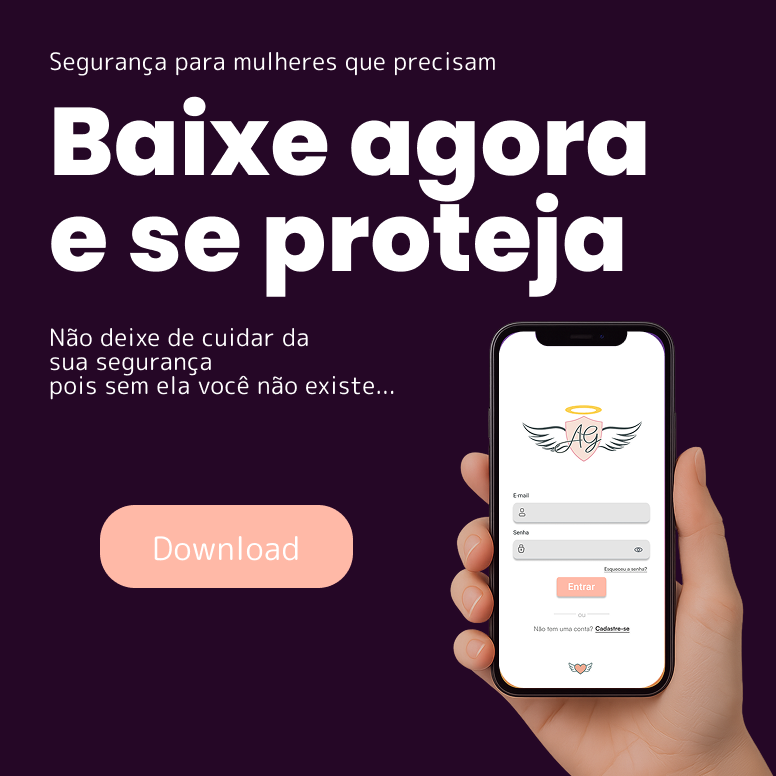 Segurança para mulheres que precisam
Baixe agora
e se proteja
Não deixe de cuidar da
sua segurança
pois sem ela você não existe...
Download
AG
E-mail
Senha
Esqueceu a senha?
Entrar
ou
Não tem uma conta? Cadastre-se